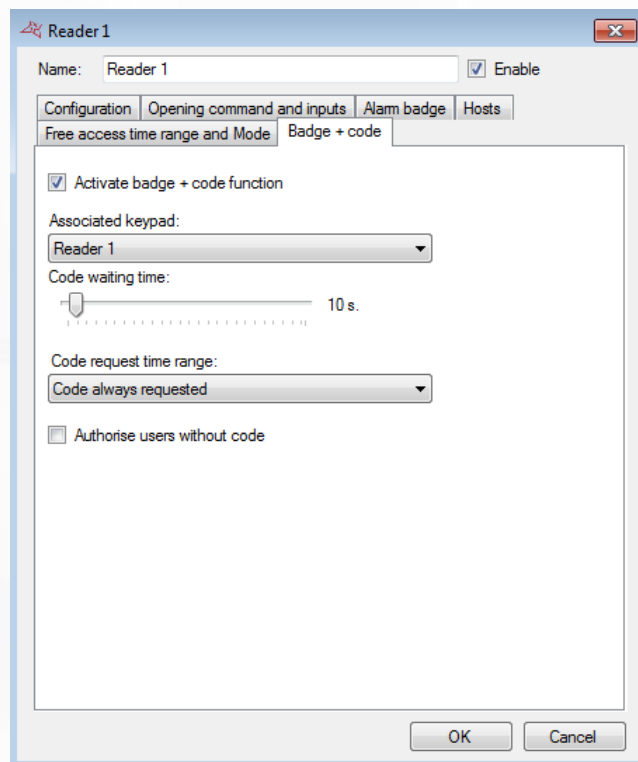 Reader 1
Name: Reader 1 Enable
Configuration Opening command and inputs Alarm badge Hosts
Free access time range and Mode Badge + code
Activate badge + code function
Associated keypad:
Reader 1
Code waiting time:
10 s.
Code request time range:
Code always requested
Authorise users without code
OK Cancel